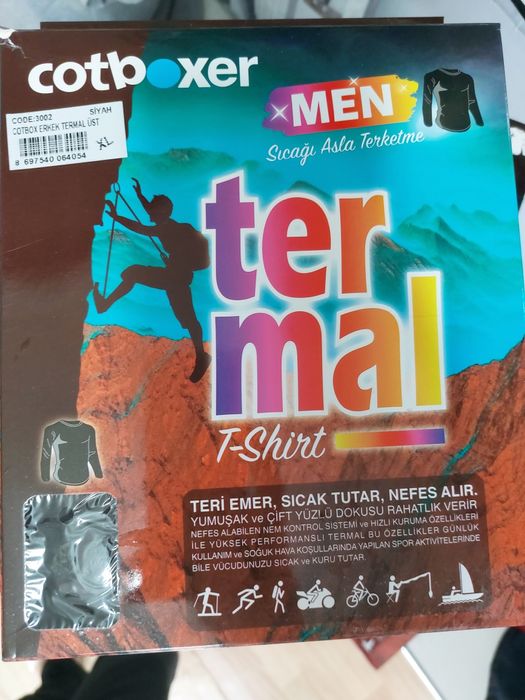 cotboxer
CODE:3002 SİYAH
COTBOX ERKEK TERMAL ÜST
XL
8 697540 064054
MEN
Sıcağı Asla Terketme
ter
mal
T-Shirt
TERİ EMER, SICAK TUTAR, NEFES ALIR.
YUMUŞAK ve ÇİFT YÜZLÜ DOKUSU RAHATLIK VERİR
NEFES ALABİLEN NEM KONTROL SİSTEMİ ve HIZLI KURUMA ÖZELLİKLERİ
İLE YÜKSEK PERFORMANSLI TERMAL BU ÖZELLİKLER GÜNLÜK
KULLANIM ve SOĞUK HAVA KOŞULLARINDA YAPILAN SPOR AKTİVİTELERİNDE
BİLE VÜCUDUNUZU SICAK ve KURU TUTAR